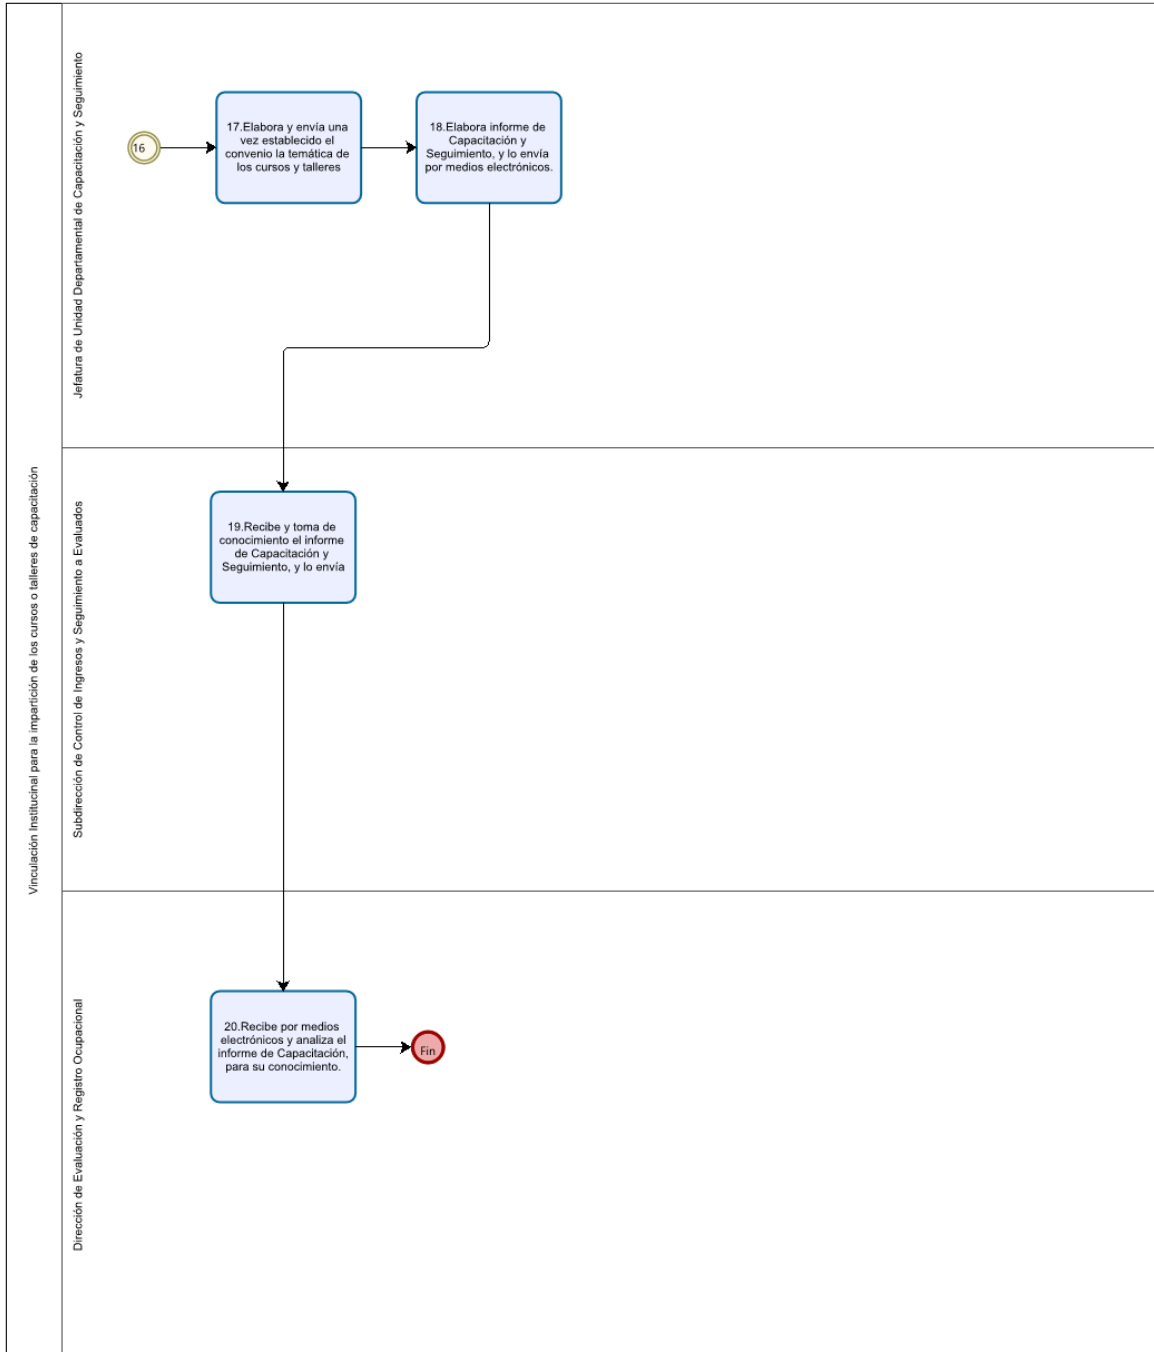 Vinculación Institucinal para la impartición de los cursos o talleres de capacitación
Jefatura de Unidad Departamental de Capacitación y Seguimiento
16
17.Elabora y envía una
vez establecido el
convenio la temática de
los cursos y talleres
18.Elabora informe de
Capacitación y
Seguimiento, y lo envía
por medios electrónicos.
Subdirección de Control de Ingresos y Seguimiento a Evaluados
19.Recibe y toma de
conocimiento el informe
de Capacitación y
Seguimiento, y lo envía
Dirección de Evaluación y Registro Ocupacional
20.Recibe por medios
electrónicos y analiza el
informe de Capacitación,
para su conocimiento.
Fin